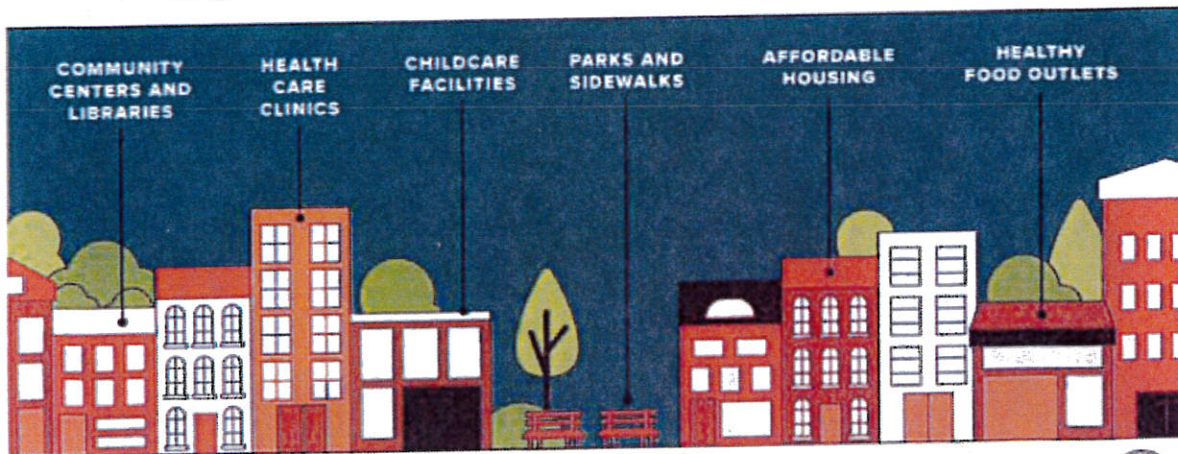 COMMUNITY
CENTERS AND
LIBRARIES
HEALTH
CARE
CLINICS
CHILDCARE
FACILITIES
PARKS AND
SIDEWALKS
AFFORDABLE
HOUSING
HEALTHY
FOOD OUTLETS